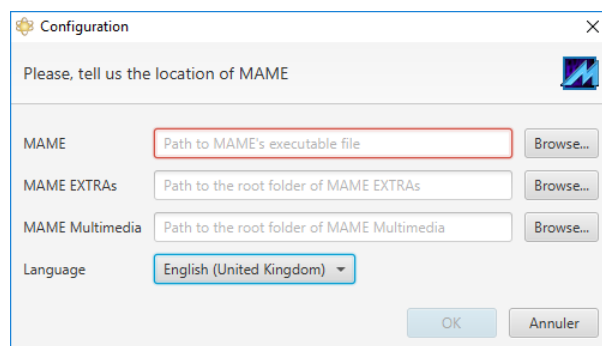 Configuration
Please, tell us the location of MAME
MAME Path to MAME's executable file Browse...
MAME EXTRAs Path to the root folder of MAME EXTRAs Browse...
MAME Multimedia Path to the root folder of MAME Multimedia Browse...
Language English (United Kingdom)
OK Annuler